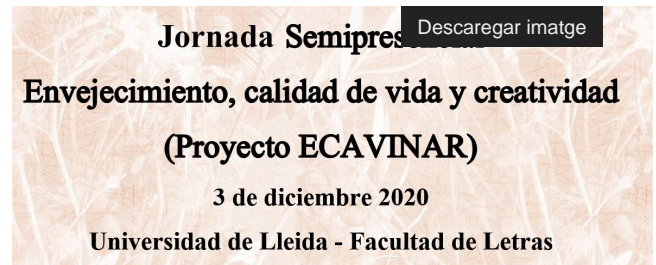 Descaregar imatge
Jornada
Envejecimiento, calidad de vida y creatividad
(Proyecto ECAVINAR)
3 de diciembre 2020
Universidad de Lleida - Facultad de Letras